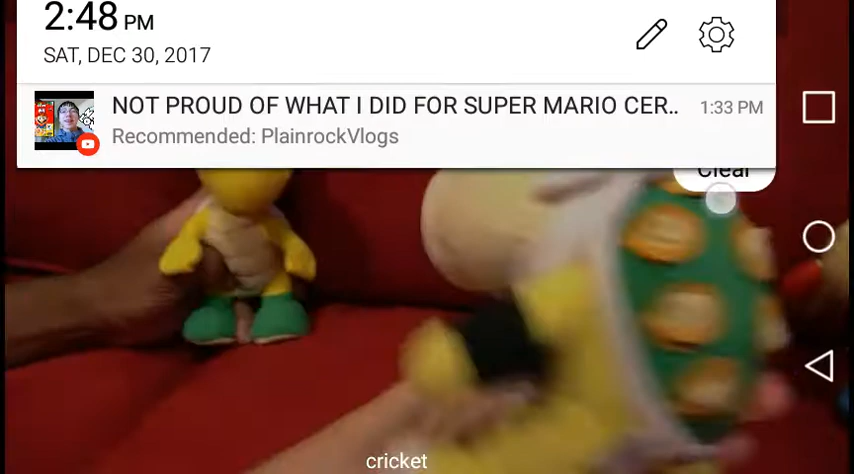 2:48 PM
SAT, DEC 30, 2017
NOT PROUD OF WHAT I DID FOR SUPER MARIO CER..
1:33 PM
Recommended: PlainrockVlogs
Clear
cricket